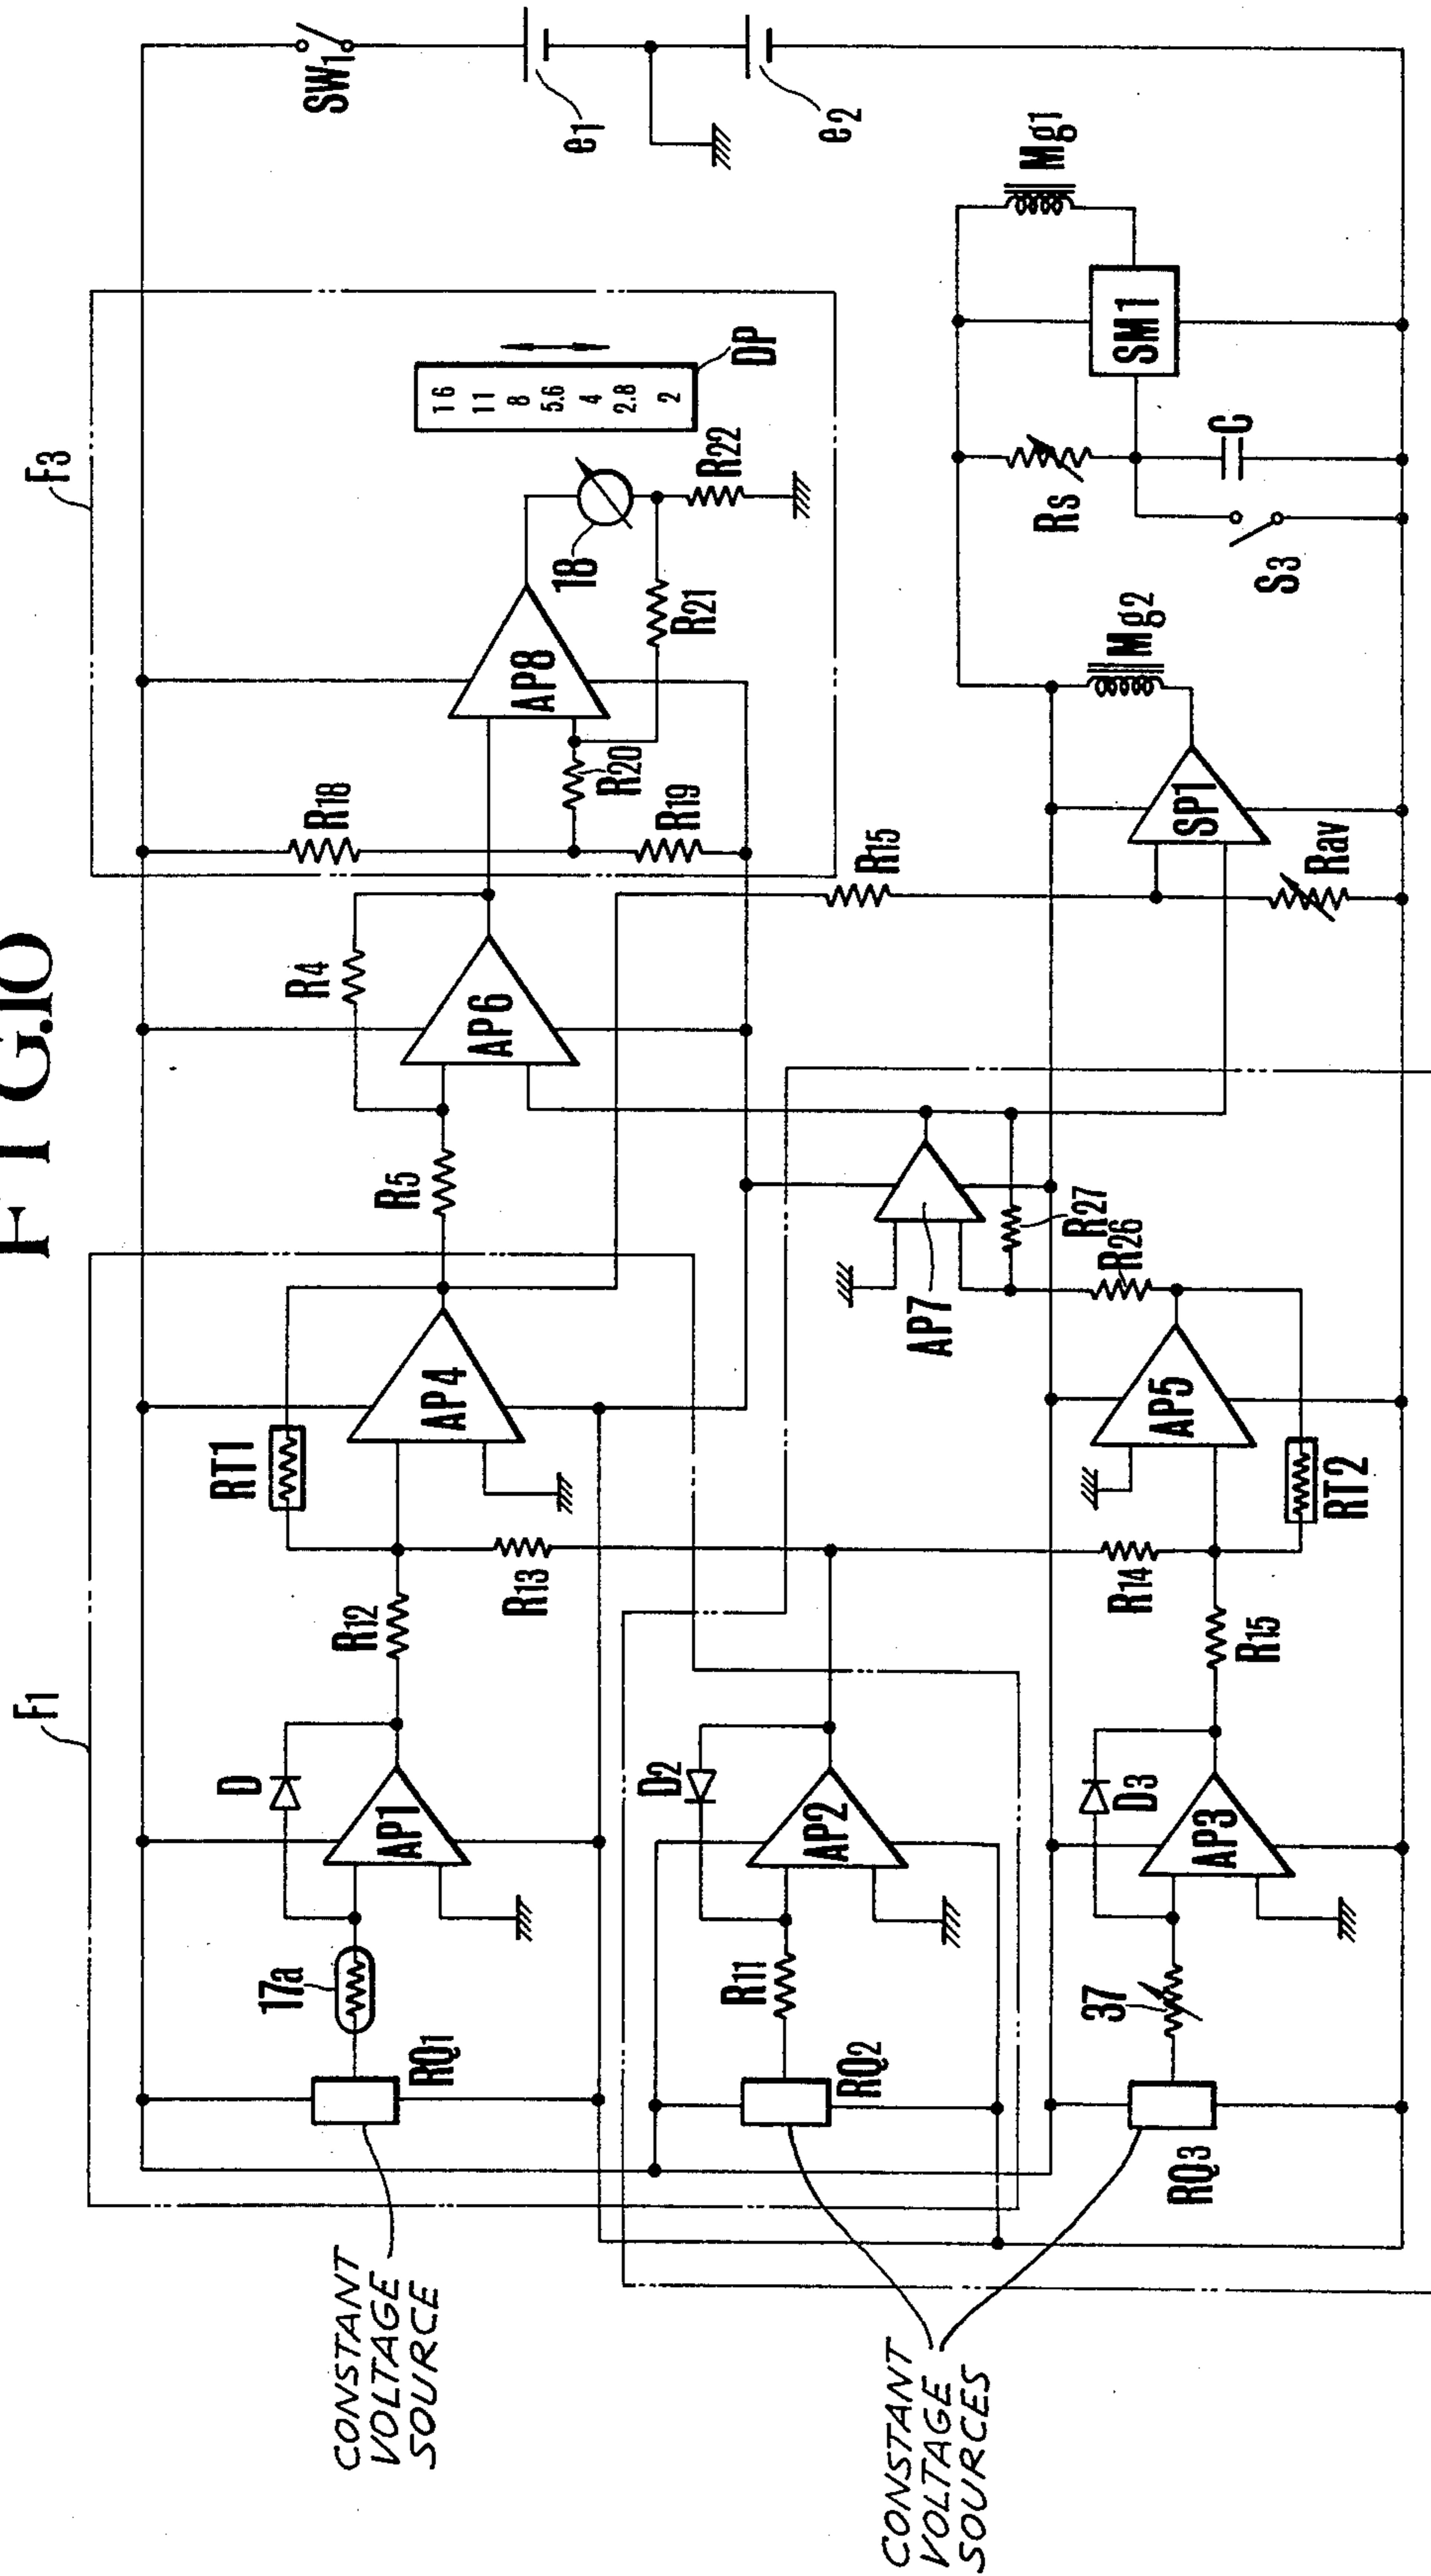 FIG.10
F1
F3
CONSTANT
VOLTAGE
SOURCE
RQ1
17a
D
AP1
R12
RT1
AP4
R5
R4
AP6
R18
AP8
R20
R19
R21
18
R22
16
11
8
5.6
4
2.8
2
DP
SW1
e1
e2
CONSTANT
VOLTAGE
SOURCES
RQ2
R11
D2
AP2
R13
R14
AP7
R27
R26
R15
RQ3
37
D3
AP3
R15
AP5
RT2
SP1
Rav
Mg2
S3
Rs
C
SM1
Mg1